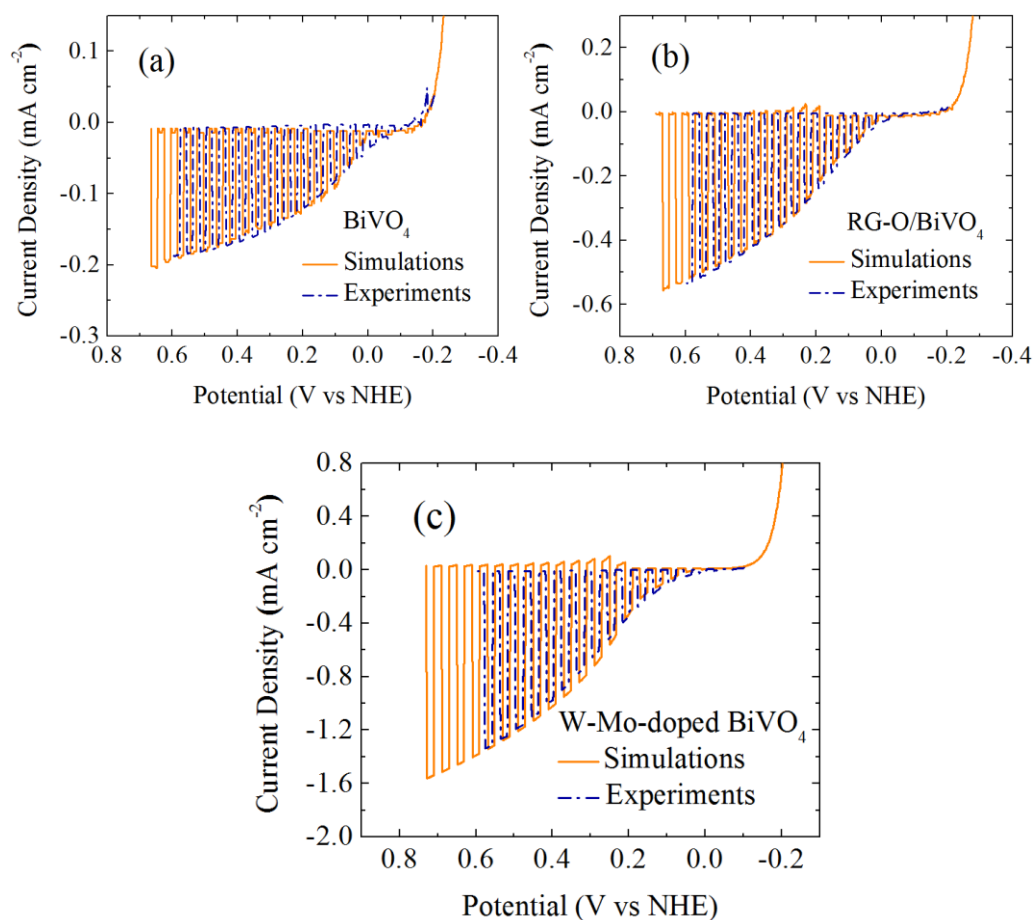 (a)
BiVO₄
Simulations
Experiments
Current Density (mA cm⁻²)
0.0
-0.1
-0.2
-0.3
0.8 0.6 0.4 0.2 0.0 -0.2 -0.4
Potential (V vs NHE)
(b)
RG-O/BiVO₄
Simulations
Experiments
Current Density (mA cm⁻²)
0.2
0.0
-0.2
-0.4
-0.6
0.8 0.6 0.4 0.2 0.0 -0.2 -0.4
Potential (V vs NHE)
(c)
W-Mo-doped BiVO₄
Simulations
Experiments
Current Density (mA cm⁻²)
0.8
0.4
0.0
-0.4
-0.8
-1.2
-1.6
-2.0
0.8 0.6 0.4 0.2 0.0 -0.2
Potential (V vs NHE)